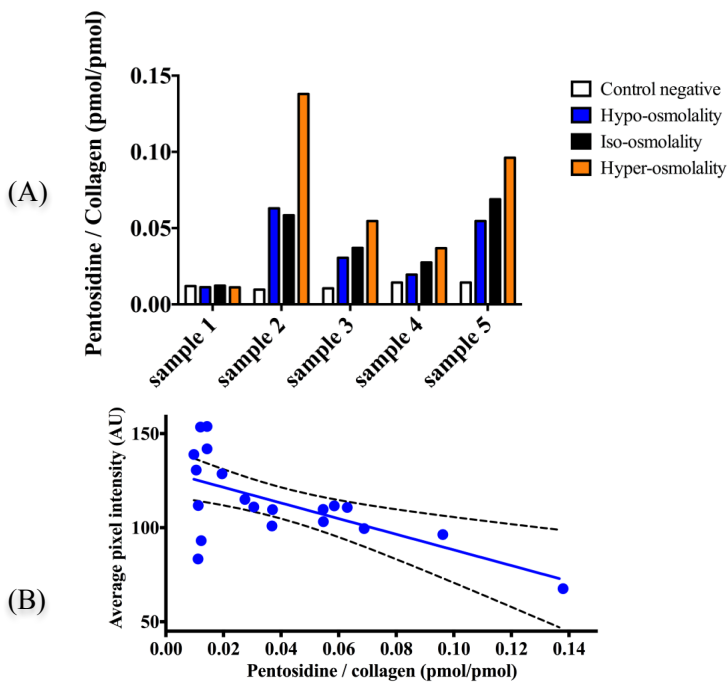 (A)
Pentosidine / Collagen (pmol/pmol)
0.15
0.10
0.05
0.00
sample 1
sample 2
sample 3
sample 4
sample 5
Control negative
Hypo-osmolality
Iso-osmolality
Hyper-osmolality
(B)
Average pixel intensity (AU)
150
100
50
0.00 0.02 0.04 0.06 0.08 0.10 0.12 0.14
Pentosidine / collagen (pmol/pmol)